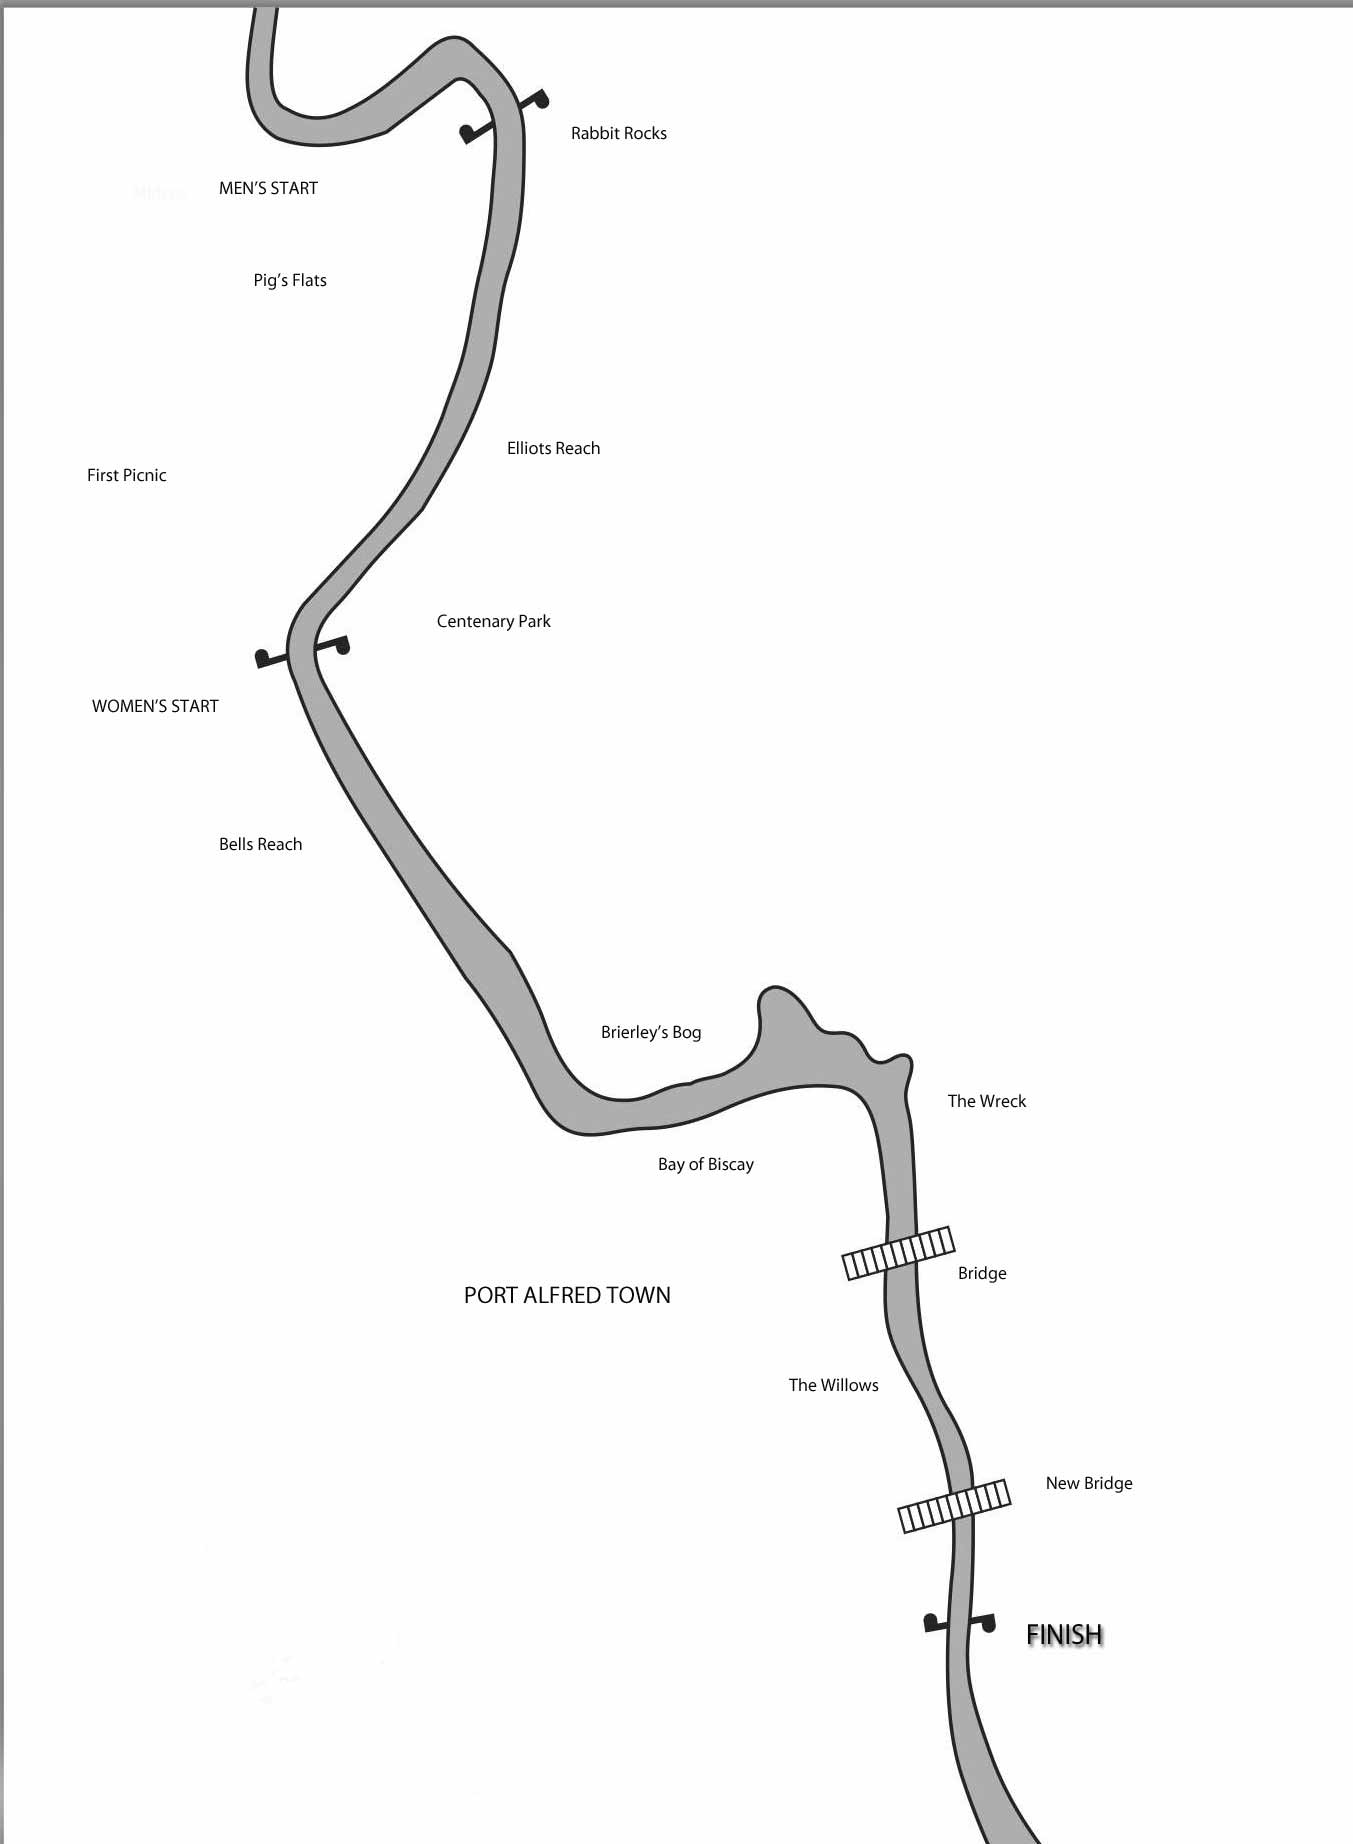 Rabbit Rocks
MEN'S START
Pig's Flats
Elliots Reach
First Picnic
Centenary Park
WOMEN'S START
Bells Reach
Brierley's Bog
The Wreck
Bay of Biscay
Bridge
PORT ALFRED TOWN
The Willows
New Bridge
FINISH